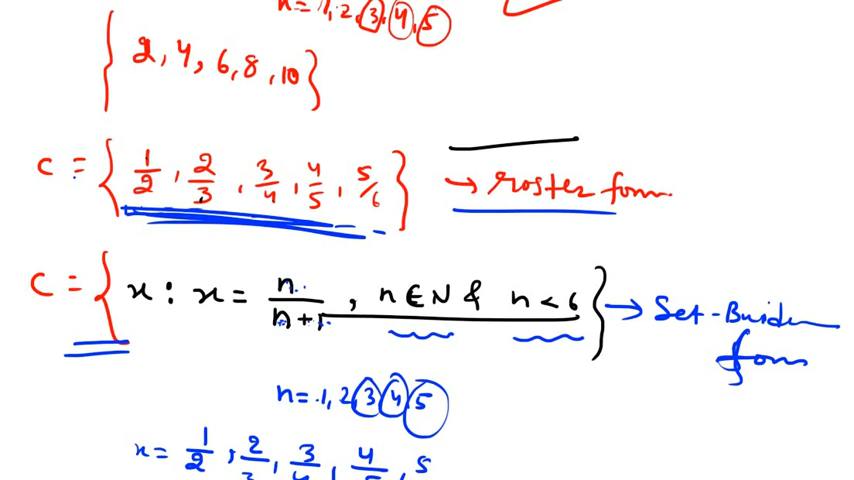 n = 1, 2, 3, 4, 5
{ 2, 4, 6, 8, 10 }
C = { 1/2, 2/3, 3/4, 4/5, 5/6 } → roster form
C = { x : x = n/n+1, n ∈ N & n < 6 } → Set-Builder form
n = 1, 2, 3, 4, 5
x = 1/2, 2/3, 3/4, 4/5, 5